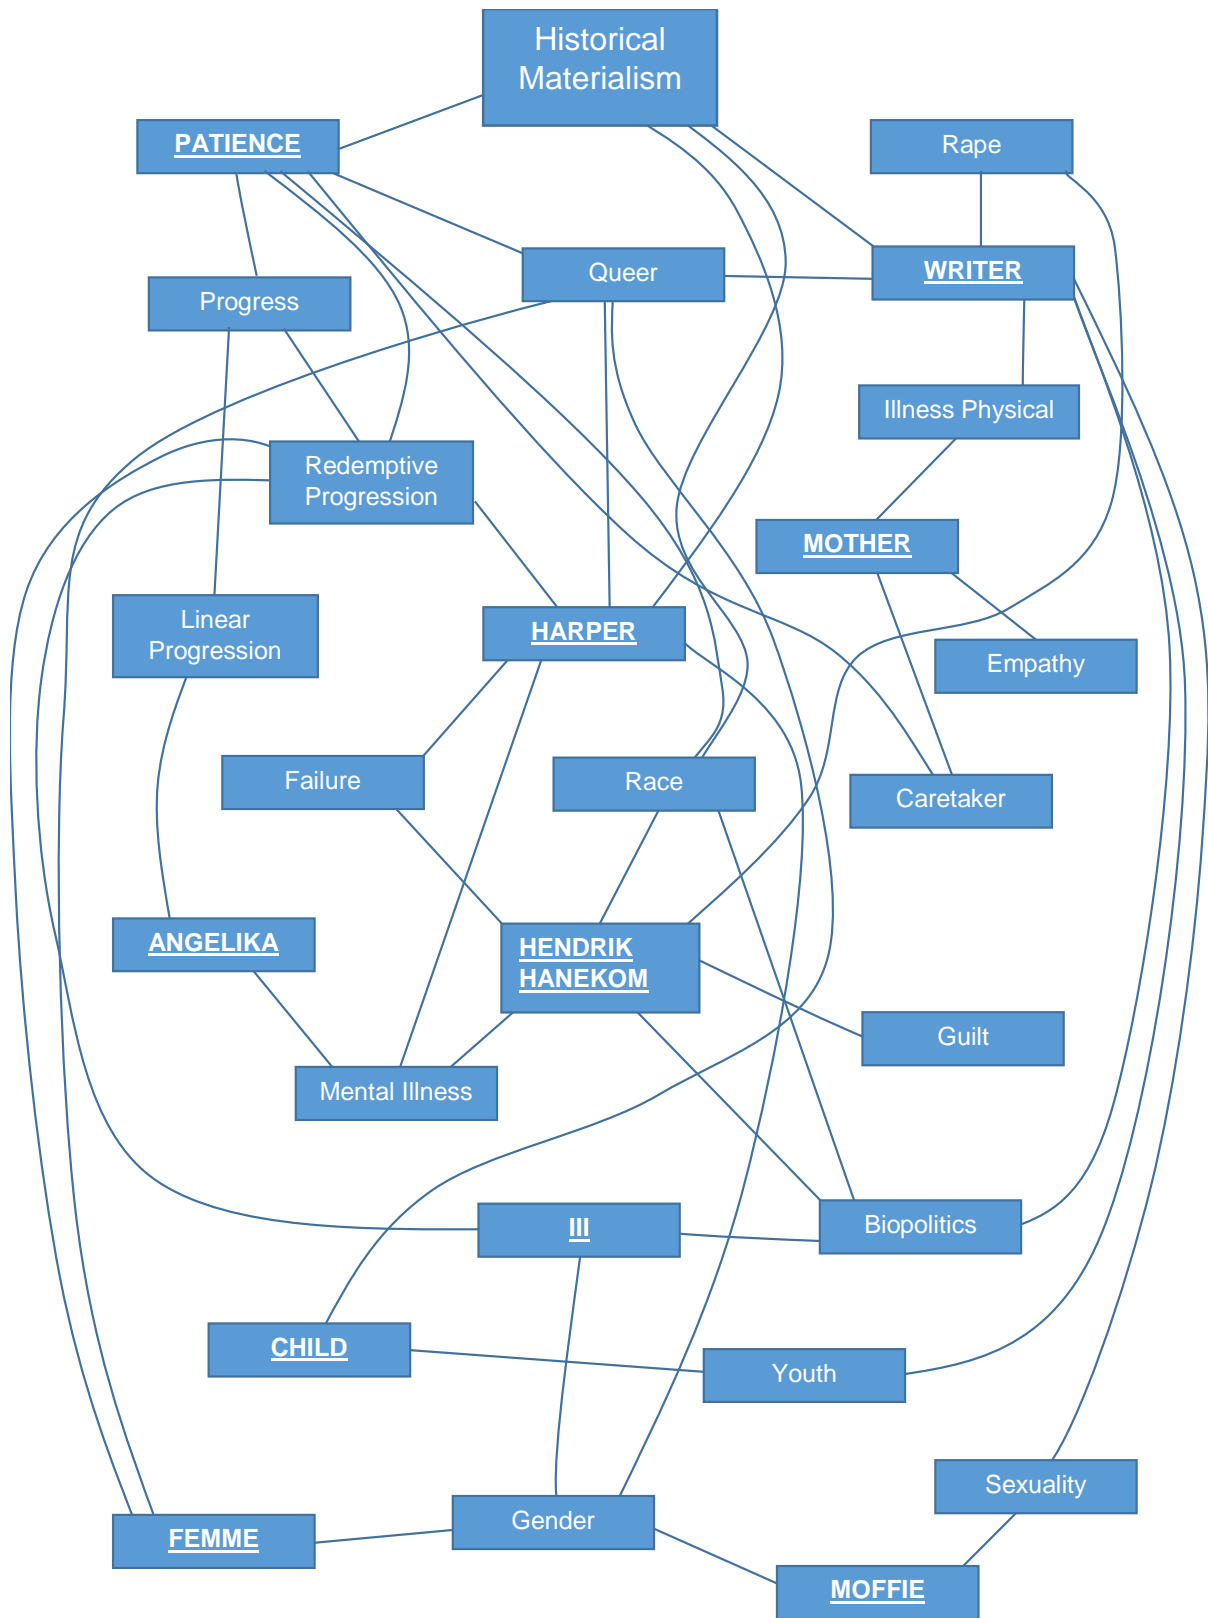 Historical
Materialism
PATIENCE
Rape
Queer
WRITER
Progress
Illness Physical
Redemptive
Progression
MOTHER
Linear
Progression
HARPER
Empathy
Failure
Race
Caretaker
ANGELIKA
HENDRIK
HANEKOM
Guilt
Mental Illness
III
Biopolitics
CHILD
Youth
Sexuality
Gender
FEMME
MOFFIE